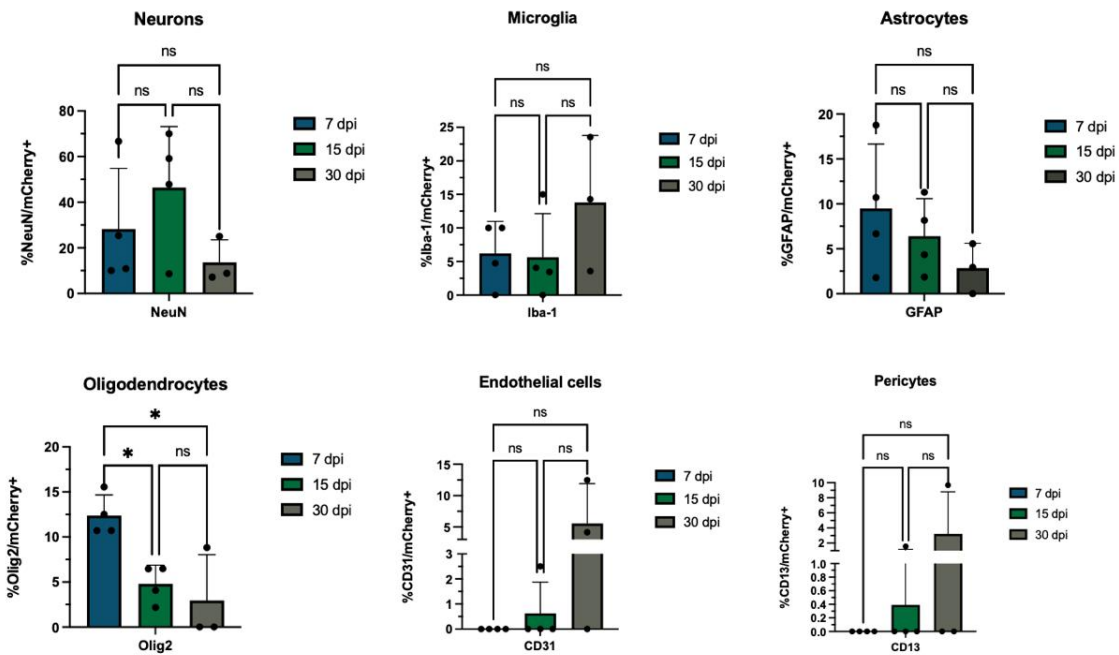 Neurons
ns
ns
ns
%NeuN/mCherry+
80
60
40
20
0
NeuN
7 dpi
15 dpi
30 dpi
Microglia
ns
ns
ns
%Iba-1/mCherry+
25
20
15
10
5
0
Iba-1
7 dpi
15 dpi
30 dpi
Astrocytes
ns
ns
ns
%GFAP/mCherry+
20
15
10
5
0
GFAP
7 dpi
15 dpi
30 dpi
Oligodendrocytes
*
*
ns
%Olig2/mCherry+
20
15
10
5
0
Olig2
7 dpi
15 dpi
30 dpi
Endothelial cells
ns
ns
ns
%CD31/mCherry+
15
10
5
3
2
1
0
CD31
7 dpi
15 dpi
30 dpi
Pericytes
ns
ns
ns
%CD13/mCherry+
10
8
6
4
2
1.0
0.8
0.6
0.4
0.2
0.0
CD13
7 dpi
15 dpi
30 dpi